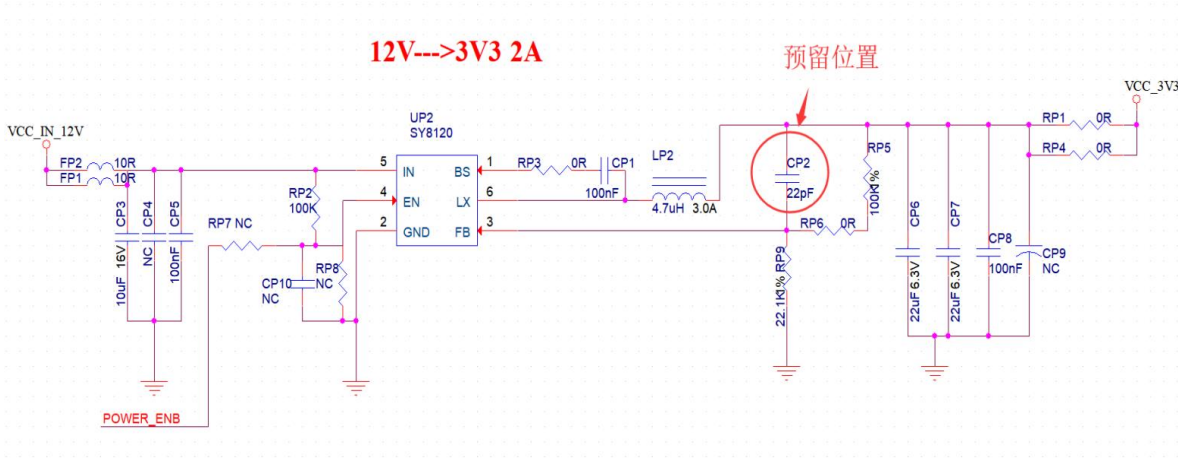 12V--->3V3 2A
预留位置
VCC_3V3
VCC_IN_12V
UP2
SY8120
FP2 10R
FP1 10R
5 IN
4 EN
2 GND
BS 1
LX 6
FB 3
RP3 0R
CP1
100nF
LP2
4.7uH 3.0A
CP2
22pF
RP5
100K1%
RP6 0R
RP9
22.1K1%
RP1 0R
RP4 0R
RP2
100K
RP7 NC
RP8
NC
CP10
NC
CP3
10uF 16V
CP4
NC
CP5
100nF
CP6
22uF 6.3V
CP7
22uF 6.3V
CP8
100nF
CP9
NC
POWER_ENB